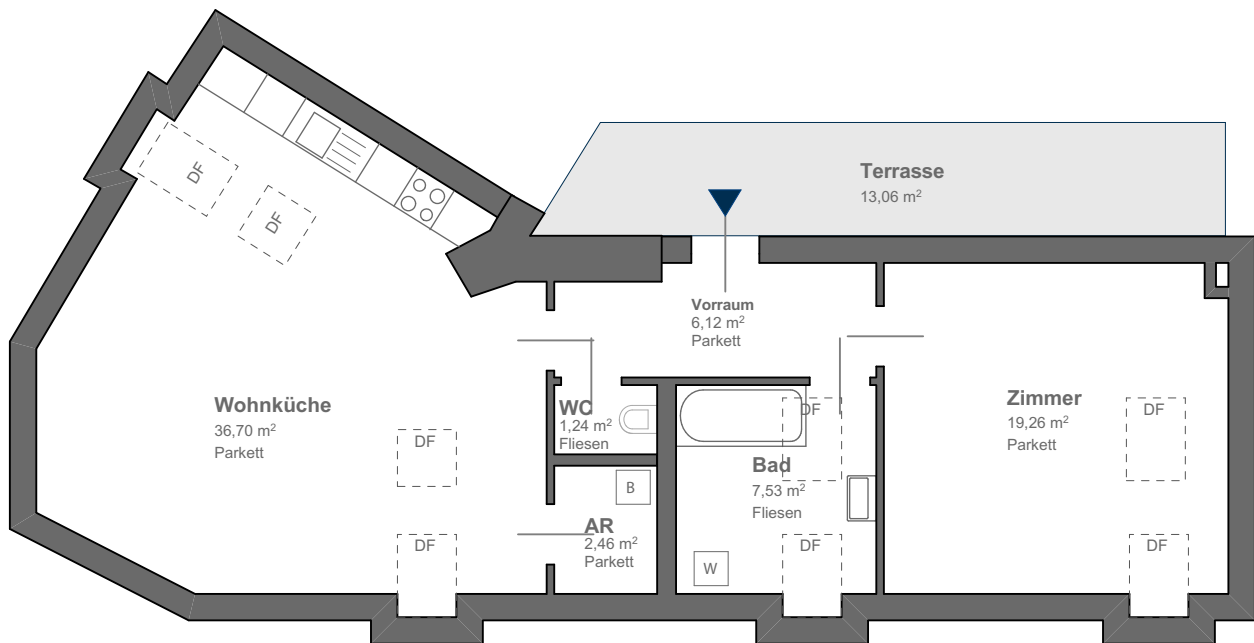 DF
DF
Terrasse
13,06 m²
Vorraum
6,12 m²
Parkett
Wohnküche
36,70 m²
Parkett
DF
DF
WC
1,24 m²
Fliesen
B
AR
2,46 m²
Parkett
DF
Bad
7,53 m²
Fliesen
W
DF
Zimmer
19,26 m²
Parkett
DF
DF